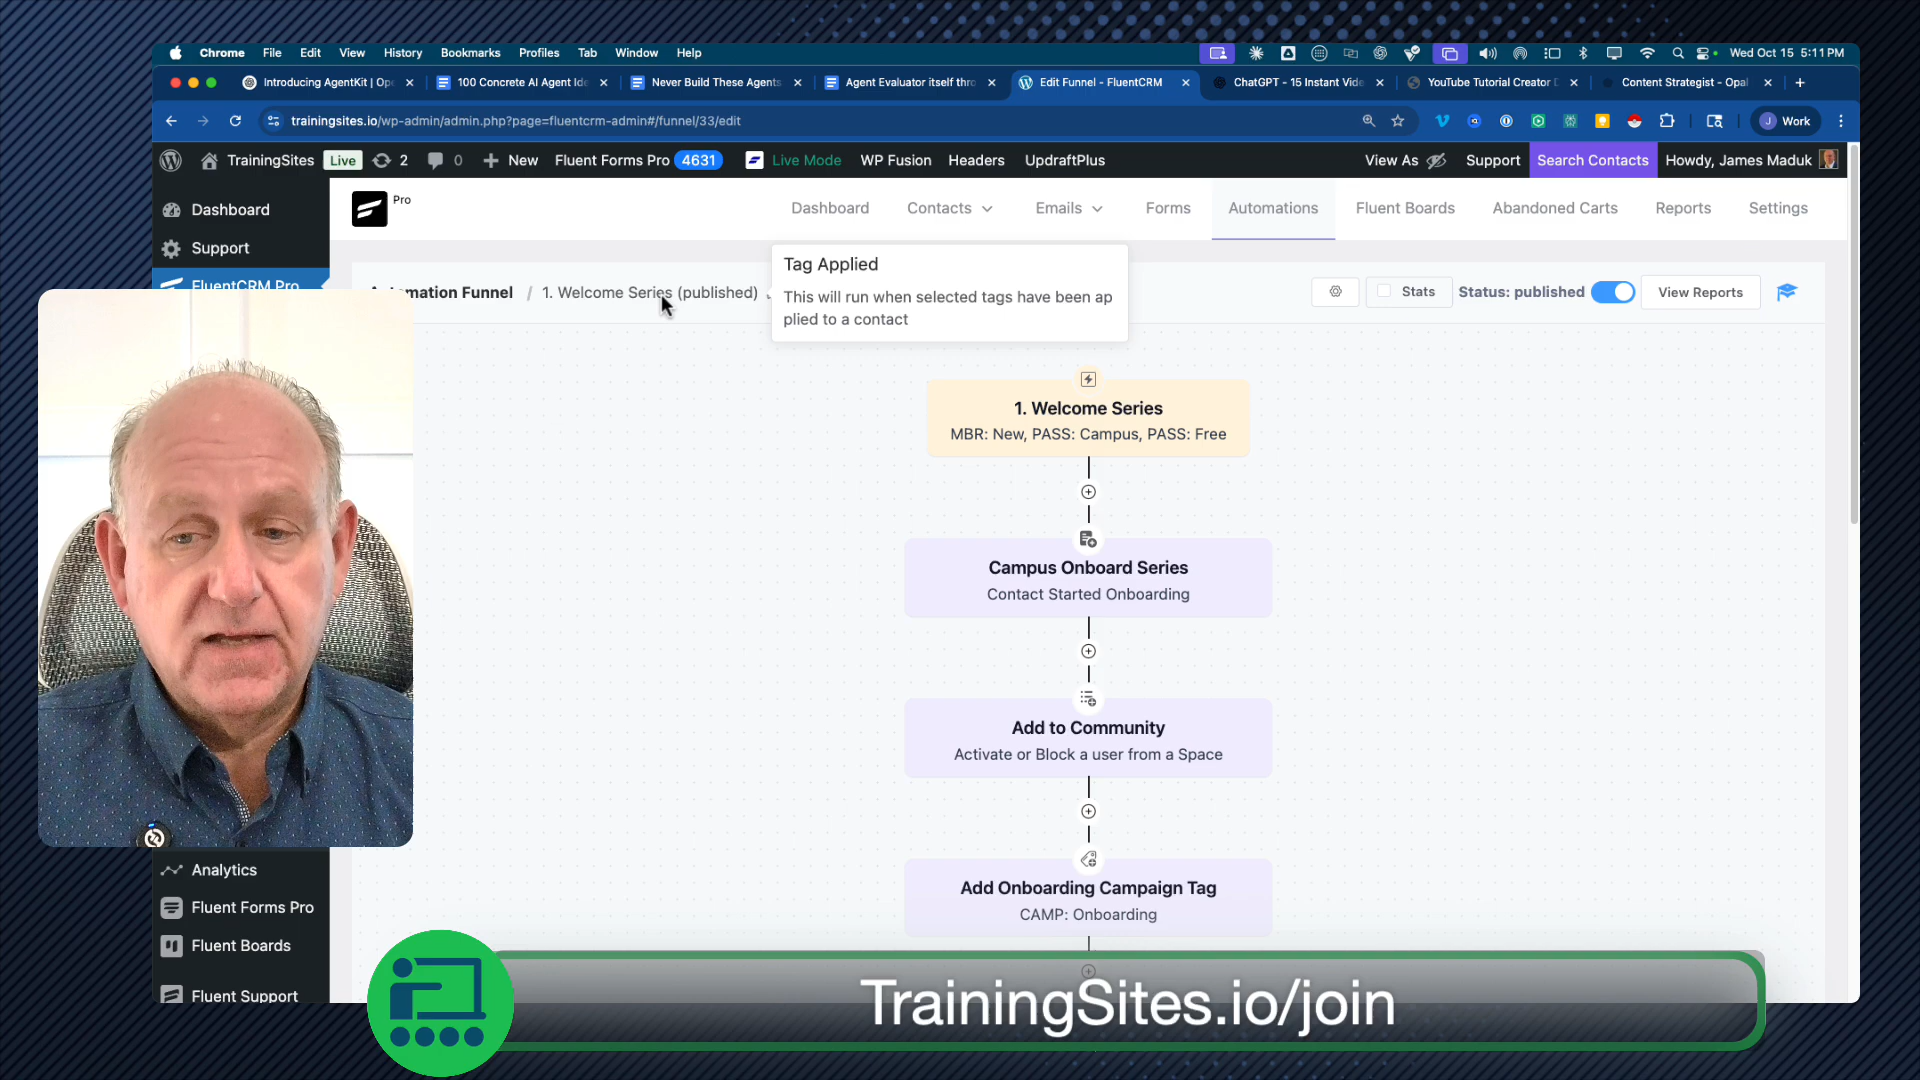 Chrome File Edit View History Bookmarks Profiles Tab Window Help Wed Oct 15 5:11 PM
Introducing AgentKit | Ope 100 Concrete AI Agent Ide Never Build These Agents Agent Evaluator itself thro Edit Funnel - FluentCRM ChatGPT - 15 Instant Vide YouTube Tutorial Creator D Content Strategist - Opal
trainingsites.io/wp-admin/admin.php?page=fluentcrm-admin#/funnel/33/edit Work
TrainingSites Live 2 0 New Fluent Forms Pro 4631 Live Mode WP Fusion Headers UpdraftPlus View As Support Search Contacts Howdy, James Maduk
Dashboard
Support
FluentCRM Pro
Analytics
Fluent Forms Pro
Fluent Boards
Fluent Support
Pro Dashboard Contacts Emails Forms Automations Fluent Boards Abandoned Carts Reports Settings
mation Funnel / 1. Welcome Series (published) Stats Status: published View Reports
Tag Applied
This will run when selected tags have been ap
plied to a contact
1. Welcome Series
MBR: New, PASS: Campus, PASS: Free
Campus Onboard Series
Contact Started Onboarding
Add to Community
Activate or Block a user from a Space
Add Onboarding Campaign Tag
CAMP: Onboarding
TrainingSites.io/join